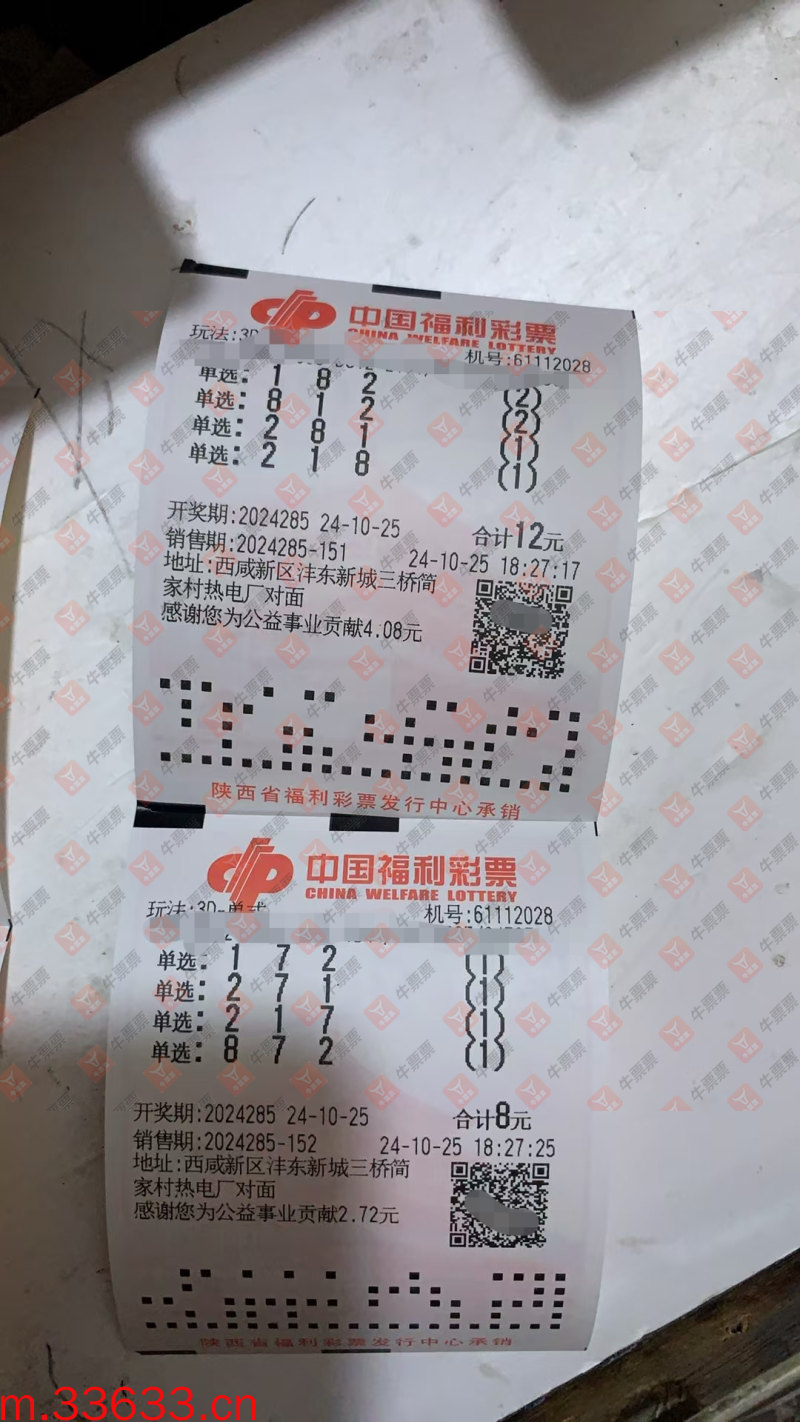 中国福利彩票
CHINA WELFARE LOTTERY
玩法:3D
机号:61112028
单选: 1 8 2 (2)
单选: 8 1 2 (2)
单选: 2 8 1 (1)
单选: 2 1 8 (1)
开奖期:2024285 24-10-25 合计12元
销售期:2024285-151 24-10-25 18:27:17
地址:西咸新区沣东新城三桥简
家村热电厂对面
感谢您为公益事业贡献4.08元
陕西省福利彩票发行中心承销
中国福利彩票
CHINA WELFARE LOTTERY
玩法:3D-单式 机号:61112028
单选: 1 7 2 (1)
单选: 2 7 1 (1)
单选: 2 1 7 (1)
单选: 8 7 2 (1)
开奖期:2024285 24-10-25 合计8元
销售期:2024285-152 24-10-25 18:27:25
地址:西咸新区沣东新城三桥简
家村热电厂对面
感谢您为公益事业贡献2.72元
陕西省福利彩票发行中心承销
牛票票
m.33633.cn